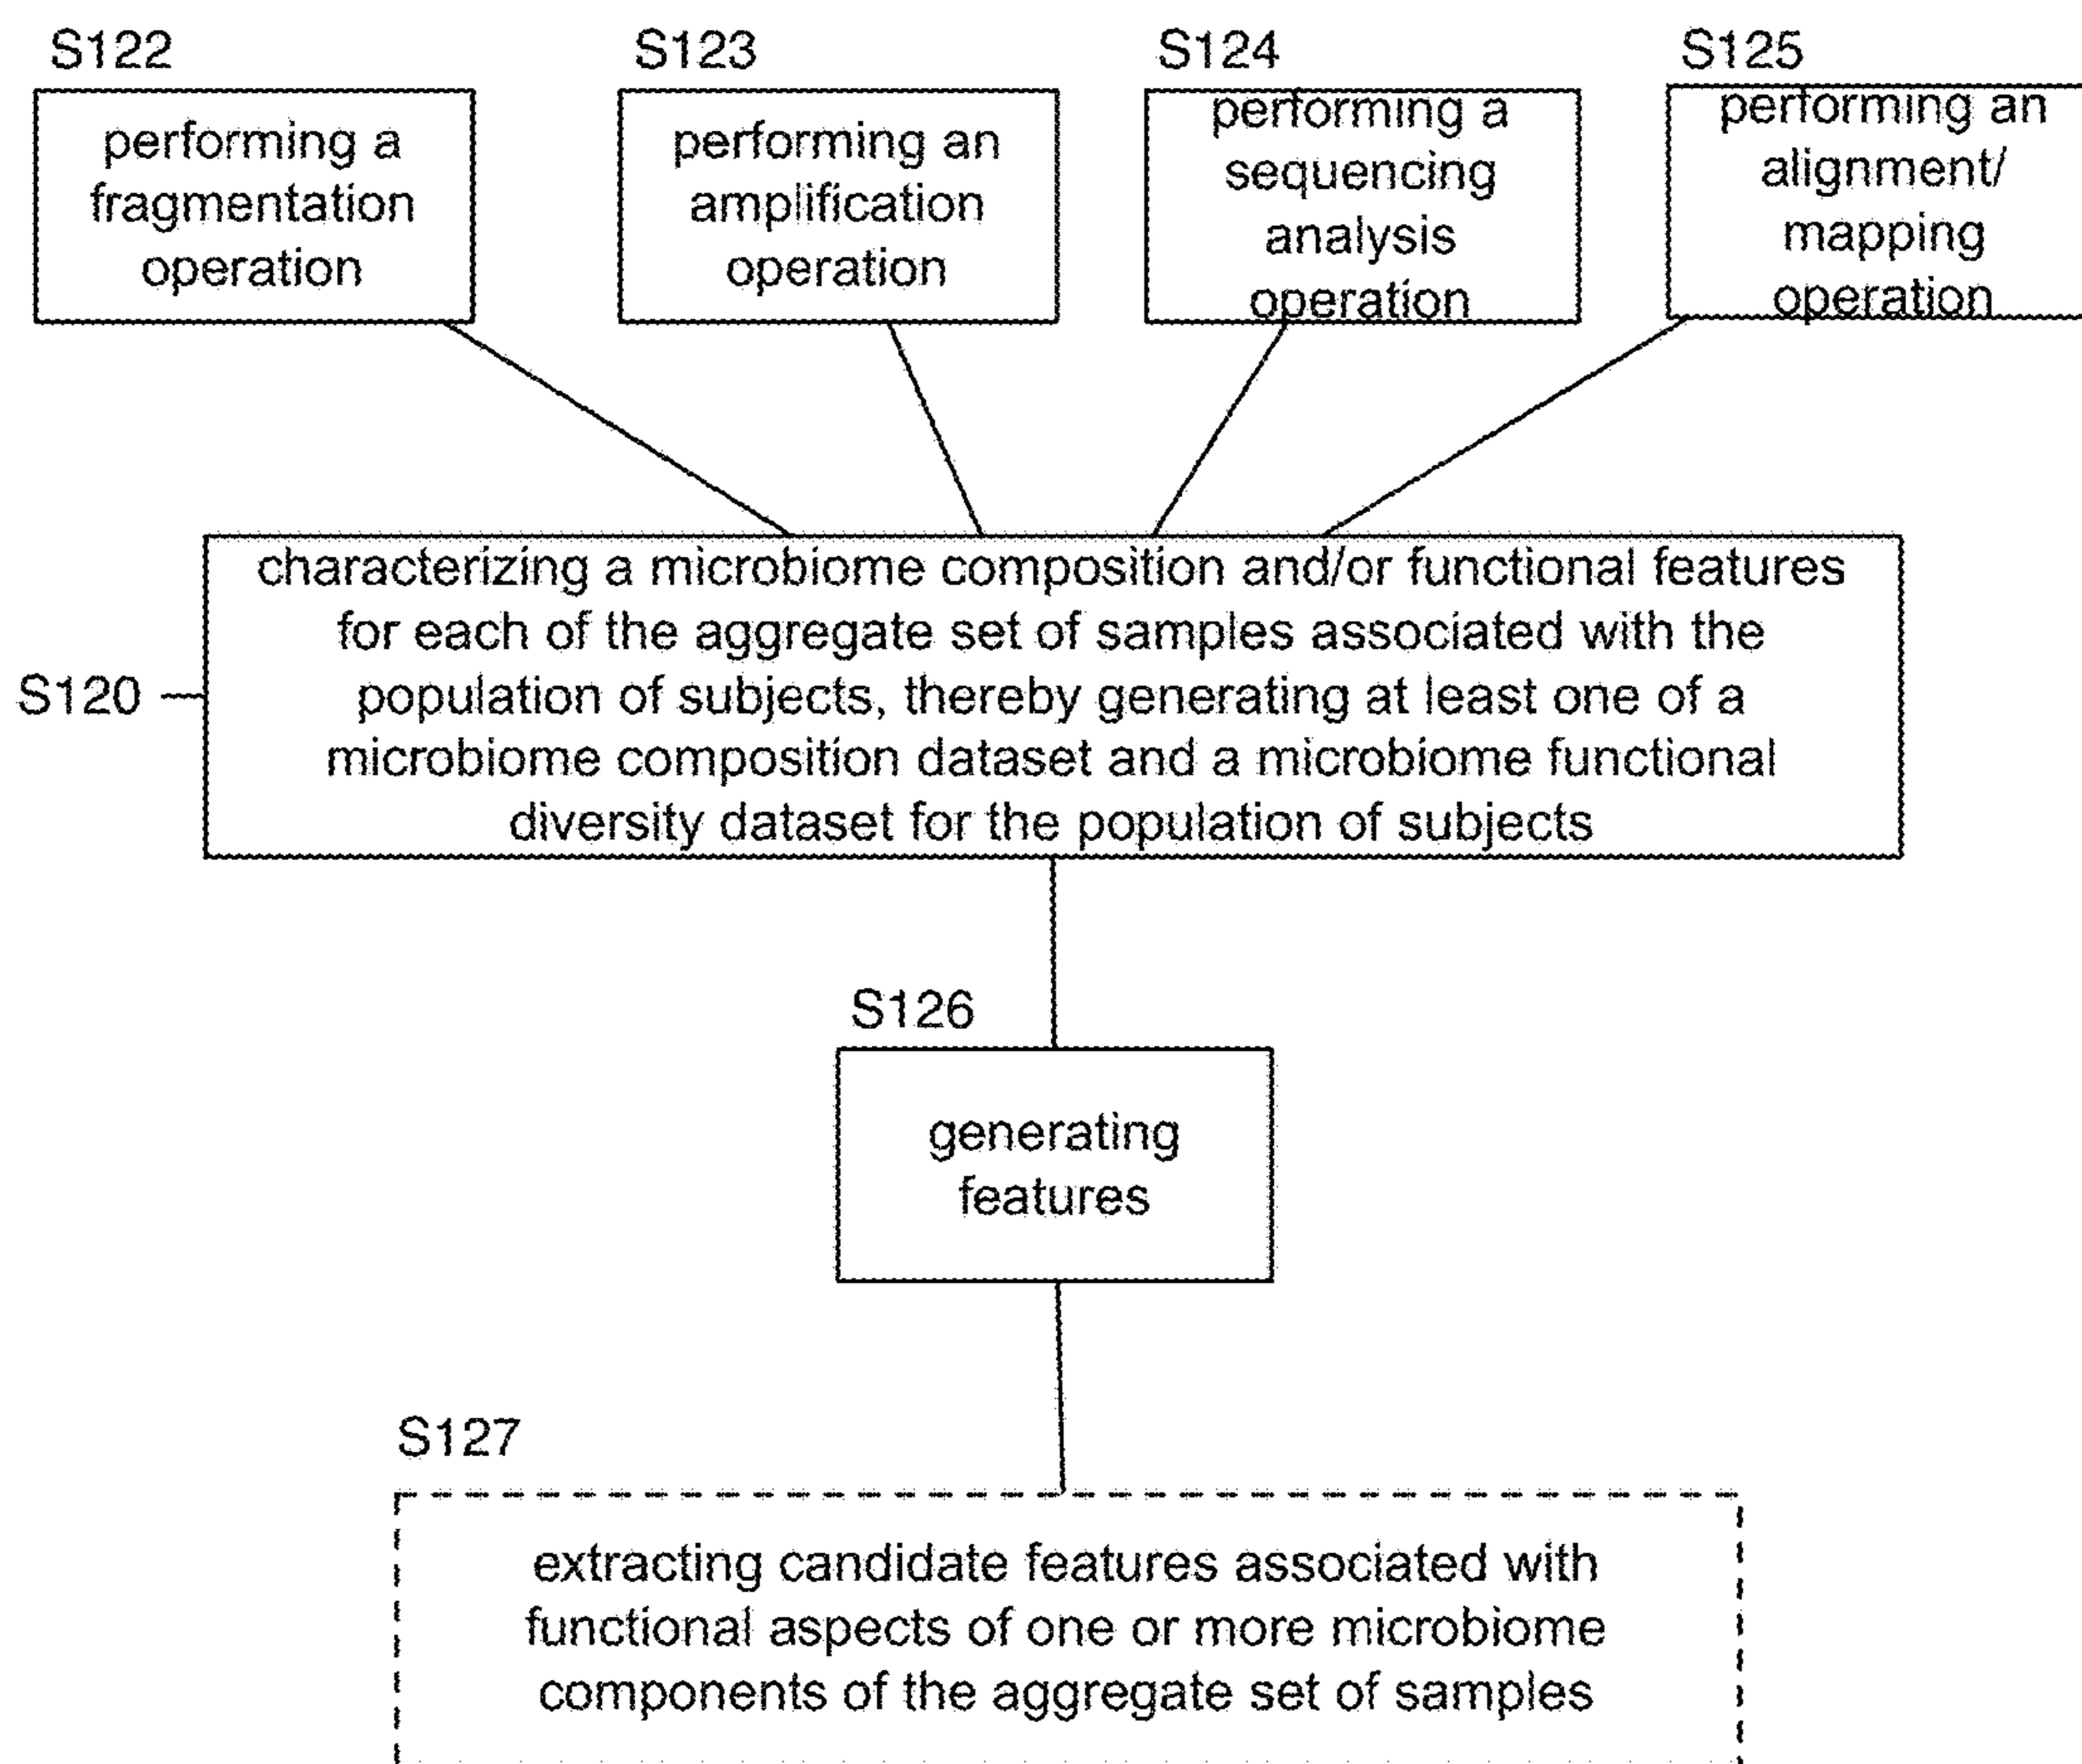 S122
performing a
fragmentation
operation
S123
performing an
amplification
operation
S124
performing a
sequencing
analysis
operation
S125
performing an
alignment/
mapping
operation
S120
characterizing a microbiome composition and/or functional features
for each of the aggregate set of samples associated with the
population of subjects, thereby generating at least one of a
microbiome composition dataset and a microbiome functional
diversity dataset for the population of subjects
S126
generating
features
S127
extracting candidate features associated with
functional aspects of one or more microbiome
components of the aggregate set of samples